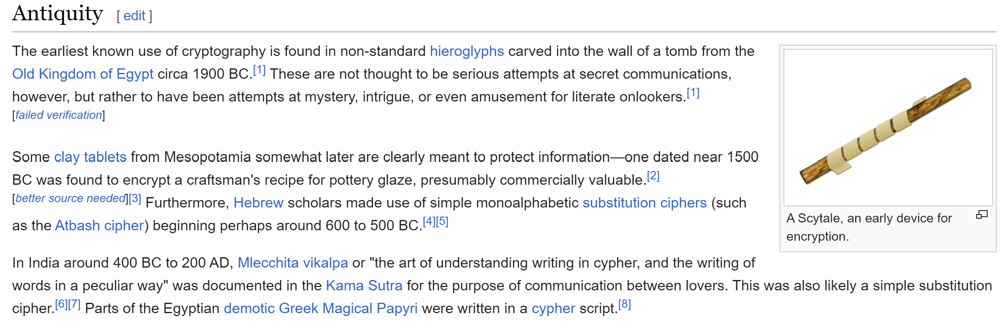 Antiquity [ edit ]
The earliest known use of cryptography is found in non-standard hieroglyphs carved into the wall of a tomb from the
Old Kingdom of Egypt circa 1900 BC.[1] These are not thought to be serious attempts at secret communications,
however, but rather to have been attempts at mystery, intrigue, or even amusement for literate onlookers.[1]
[failed verification]
Some clay tablets from Mesopotamia somewhat later are clearly meant to protect information—one dated near 1500
BC was found to encrypt a craftsman's recipe for pottery glaze, presumably commercially valuable.[2]
[better source needed][3] Furthermore, Hebrew scholars made use of simple monoalphabetic substitution ciphers (such
as the Atbash cipher) beginning perhaps around 600 to 500 BC.[4][5]
In India around 400 BC to 200 AD, Mlecchita vikalpa or "the art of understanding writing in cypher, and the writing of
words in a peculiar way" was documented in the Kama Sutra for the purpose of communication between lovers. This was also likely a simple substitution
cipher.[6][7] Parts of the Egyptian demotic Greek Magical Papyri were written in a cypher script.[8]
A Scytale, an early device for
encryption.